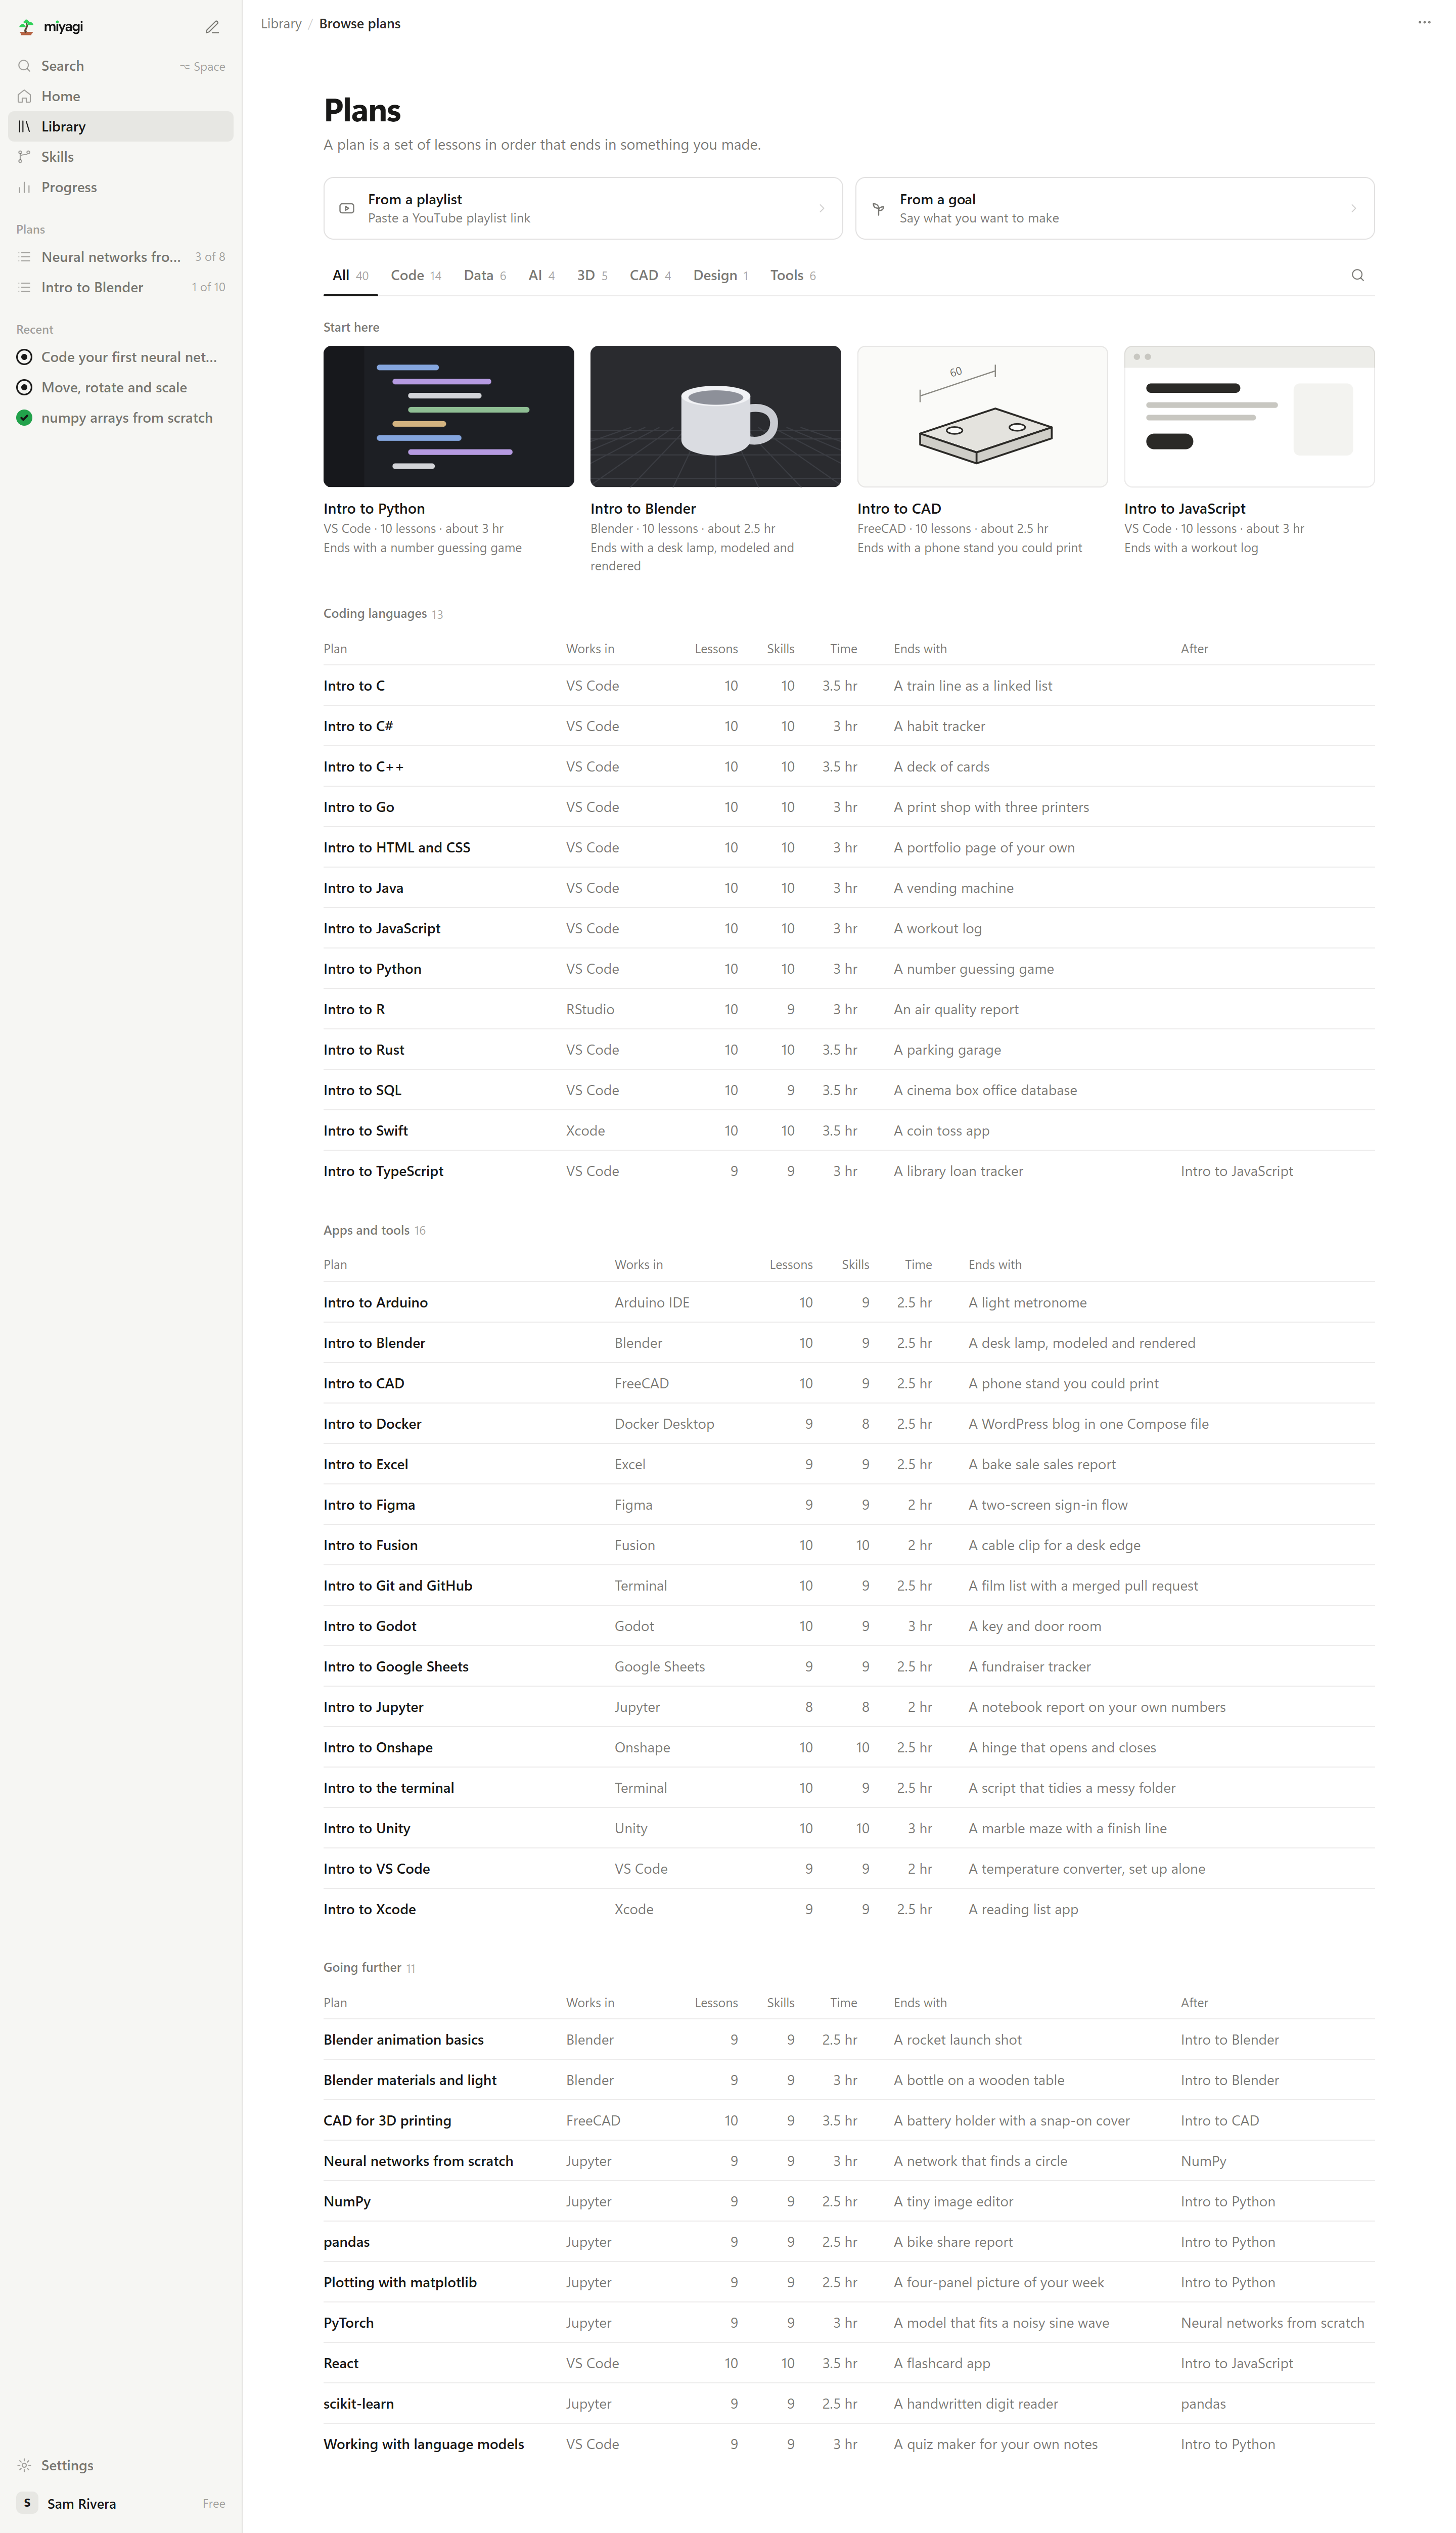 miyagi
Search ⌥ Space
Home
Library
Skills
Progress
Plans
Neural networks fro... 3 of 8
Intro to Blender 1 of 10
Recent
Code your first neural net...
Move, rotate and scale
numpy arrays from scratch
Settings
S Sam Rivera Free
Library / Browse plans
Plans
A plan is a set of lessons in order that ends in something you made.
From a playlist
Paste a YouTube playlist link
From a goal
Say what you want to make
All 40 Code 14 Data 6 AI 4 3D 5 CAD 4 Design 1 Tools 6
Start here
60
Intro to Python
VS Code · 10 lessons · about 3 hr
Ends with a number guessing game
Intro to Blender
Blender · 10 lessons · about 2.5 hr
Ends with a desk lamp, modeled and
rendered
Intro to CAD
FreeCAD · 10 lessons · about 2.5 hr
Ends with a phone stand you could print
Intro to JavaScript
VS Code · 10 lessons · about 3 hr
Ends with a workout log
Coding languages 13
Plan Works in Lessons Skills Time Ends with After
Intro to C VS Code 10 10 3.5 hr A train line as a linked list
Intro to C# VS Code 10 10 3 hr A habit tracker
Intro to C++ VS Code 10 10 3.5 hr A deck of cards
Intro to Go VS Code 10 10 3 hr A print shop with three printers
Intro to HTML and CSS VS Code 10 10 3 hr A portfolio page of your own
Intro to Java VS Code 10 10 3 hr A vending machine
Intro to JavaScript VS Code 10 10 3 hr A workout log
Intro to Python VS Code 10 10 3 hr A number guessing game
Intro to R RStudio 10 9 3 hr An air quality report
Intro to Rust VS Code 10 10 3.5 hr A parking garage
Intro to SQL VS Code 10 9 3.5 hr A cinema box office database
Intro to Swift Xcode 10 10 3.5 hr A coin toss app
Intro to TypeScript VS Code 9 9 3 hr A library loan tracker Intro to JavaScript
Apps and tools 16
Plan Works in Lessons Skills Time Ends with
Intro to Arduino Arduino IDE 10 9 2.5 hr A light metronome
Intro to Blender Blender 10 9 2.5 hr A desk lamp, modeled and rendered
Intro to CAD FreeCAD 10 9 2.5 hr A phone stand you could print
Intro to Docker Docker Desktop 9 8 2.5 hr A WordPress blog in one Compose file
Intro to Excel Excel 9 9 2.5 hr A bake sale sales report
Intro to Figma Figma 9 9 2 hr A two-screen sign-in flow
Intro to Fusion Fusion 10 10 2 hr A cable clip for a desk edge
Intro to Git and GitHub Terminal 10 9 2.5 hr A film list with a merged pull request
Intro to Godot Godot 10 9 3 hr A key and door room
Intro to Google Sheets Google Sheets 9 9 2.5 hr A fundraiser tracker
Intro to Jupyter Jupyter 8 8 2 hr A notebook report on your own numbers
Intro to Onshape Onshape 10 10 2.5 hr A hinge that opens and closes
Intro to the terminal Terminal 10 9 2.5 hr A script that tidies a messy folder
Intro to Unity Unity 10 10 3 hr A marble maze with a finish line
Intro to VS Code VS Code 9 9 2 hr A temperature converter, set up alone
Intro to Xcode Xcode 9 9 2.5 hr A reading list app
Going further 11
Plan Works in Lessons Skills Time Ends with After
Blender animation basics Blender 9 9 2.5 hr A rocket launch shot Intro to Blender
Blender materials and light Blender 9 9 3 hr A bottle on a wooden table Intro to Blender
CAD for 3D printing FreeCAD 10 9 3.5 hr A battery holder with a snap-on cover Intro to CAD
Neural networks from scratch Jupyter 9 9 3 hr A network that finds a circle NumPy
NumPy Jupyter 9 9 2.5 hr A tiny image editor Intro to Python
pandas Jupyter 9 9 2.5 hr A bike share report Intro to Python
Plotting with matplotlib Jupyter 9 9 2.5 hr A four-panel picture of your week Intro to Python
PyTorch Jupyter 9 9 3 hr A model that fits a noisy sine wave Neural networks from scratch
React VS Code 10 10 3.5 hr A flashcard app Intro to JavaScript
scikit-learn Jupyter 9 9 2.5 hr A handwritten digit reader pandas
Working with language models VS Code 9 9 3 hr A quiz maker for your own notes Intro to Python